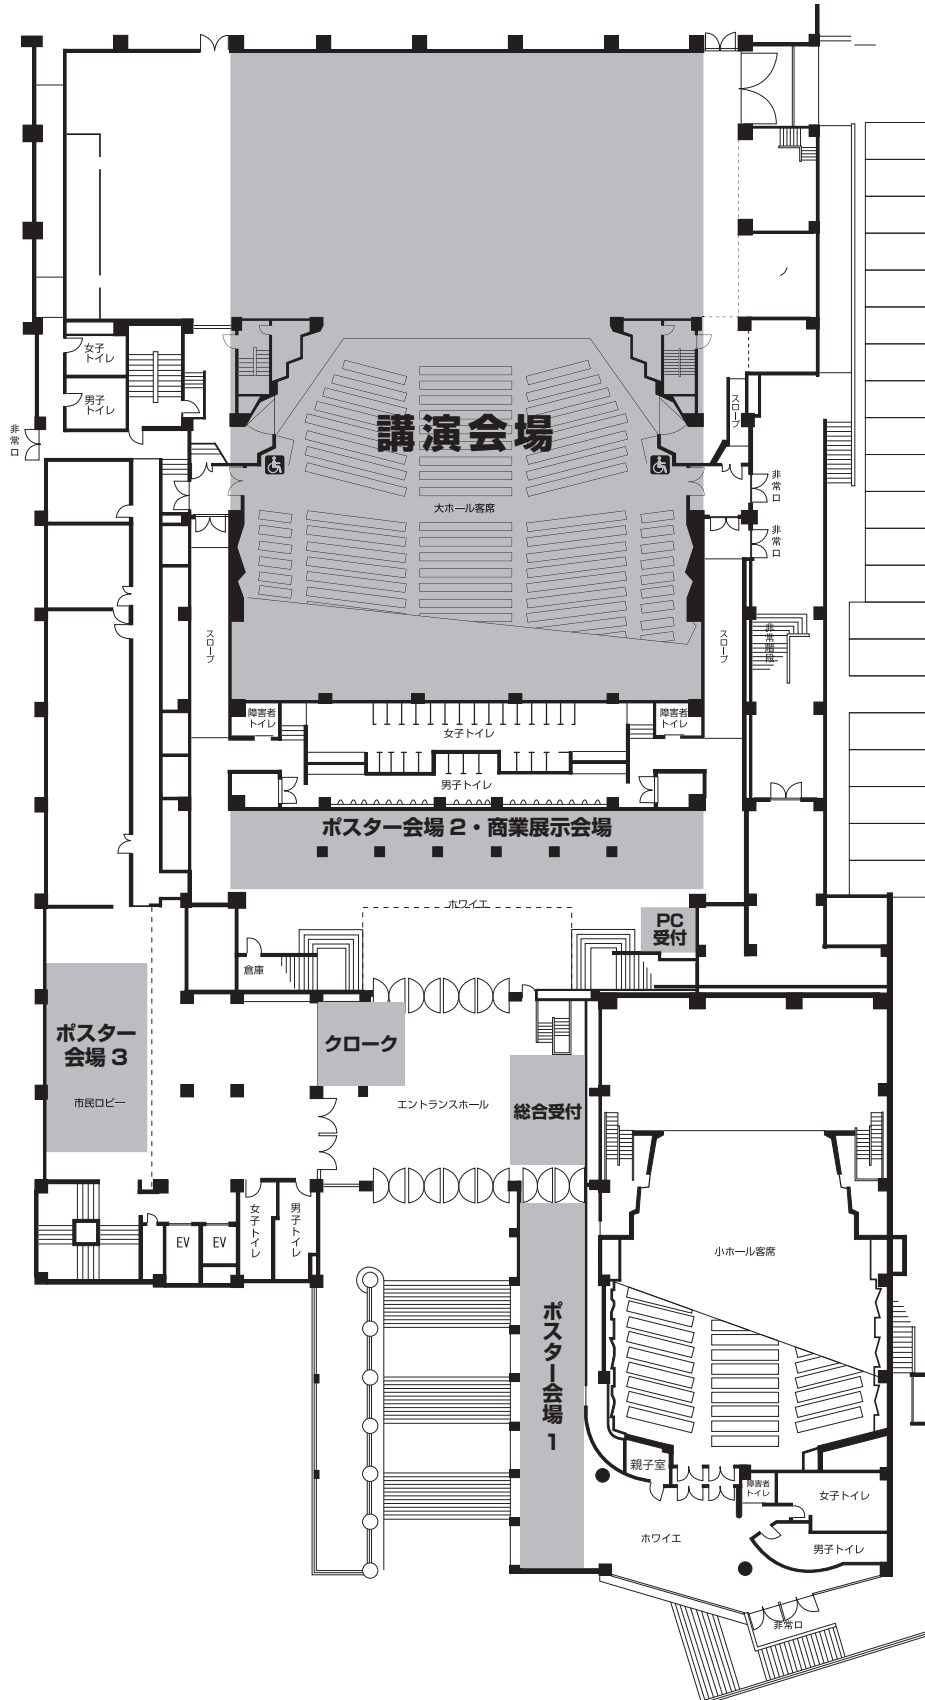 ノ
女子
トイレ
男子
トイレ
スロープ
非常口
講演会場
非常口
大ホール客席
非常口
スロープ
スロープ
非常階段
障害者
トイレ
女子トイレ
障害者
トイレ
男子トイレ
ポスター会場2・商業展示会場
ホワイエ
PC
受付
倉庫
ポスター
会場3
クローク
市民ロビー
エントランスホール
総合受付
女子トイレ
男子トイレ
EV
EV
小ホール客席
ポスター会場1
親子室
障害者
トイレ
女子トイレ
ホワイエ
男子トイレ
非常口